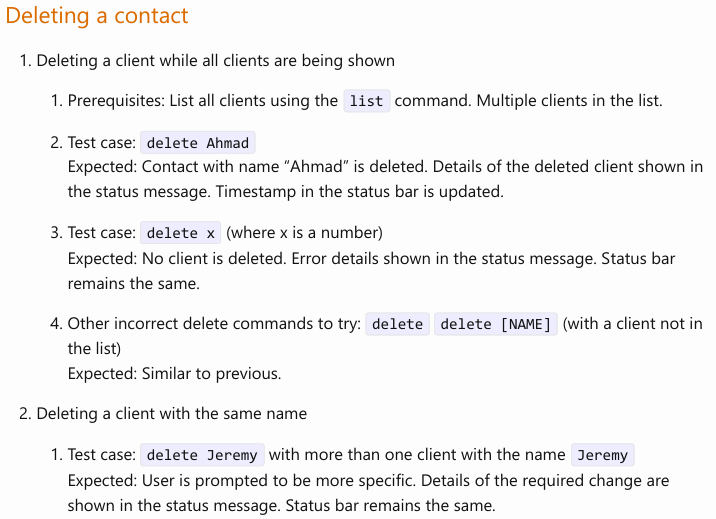 Deleting a contact
1. Deleting a client while all clients are being shown
1. Prerequisites: List all clients using the list command. Multiple clients in the list.
2. Test case: delete Ahmad
Expected: Contact with name “Ahmad” is deleted. Details of the deleted client shown in
the status message. Timestamp in the status bar is updated.
3. Test case: delete x (where x is a number)
Expected: No client is deleted. Error details shown in the status message. Status bar
remains the same.
4. Other incorrect delete commands to try: delete delete [NAME] (with a client not in
the list)
Expected: Similar to previous.
2. Deleting a client with the same name
1. Test case: delete Jeremy with more than one client with the name Jeremy
Expected: User is prompted to be more specific. Details of the required change are
shown in the status message. Status bar remains the same.